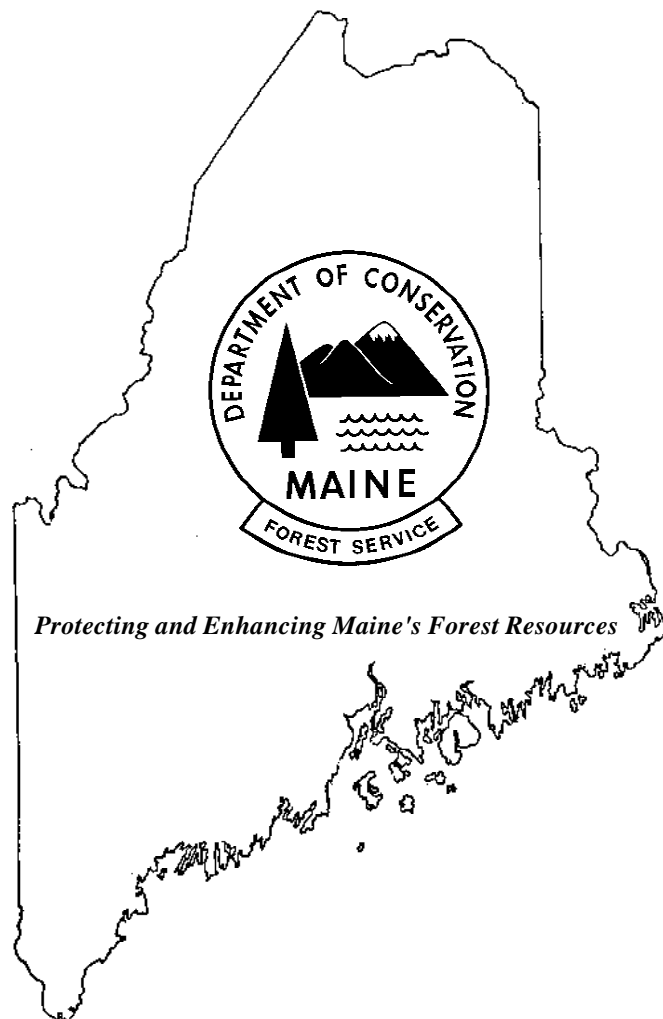 DEPARTMENT OF CONSERVATION
MAINE
FOREST SERVICE
Protecting and Enhancing Maine's Forest Resources